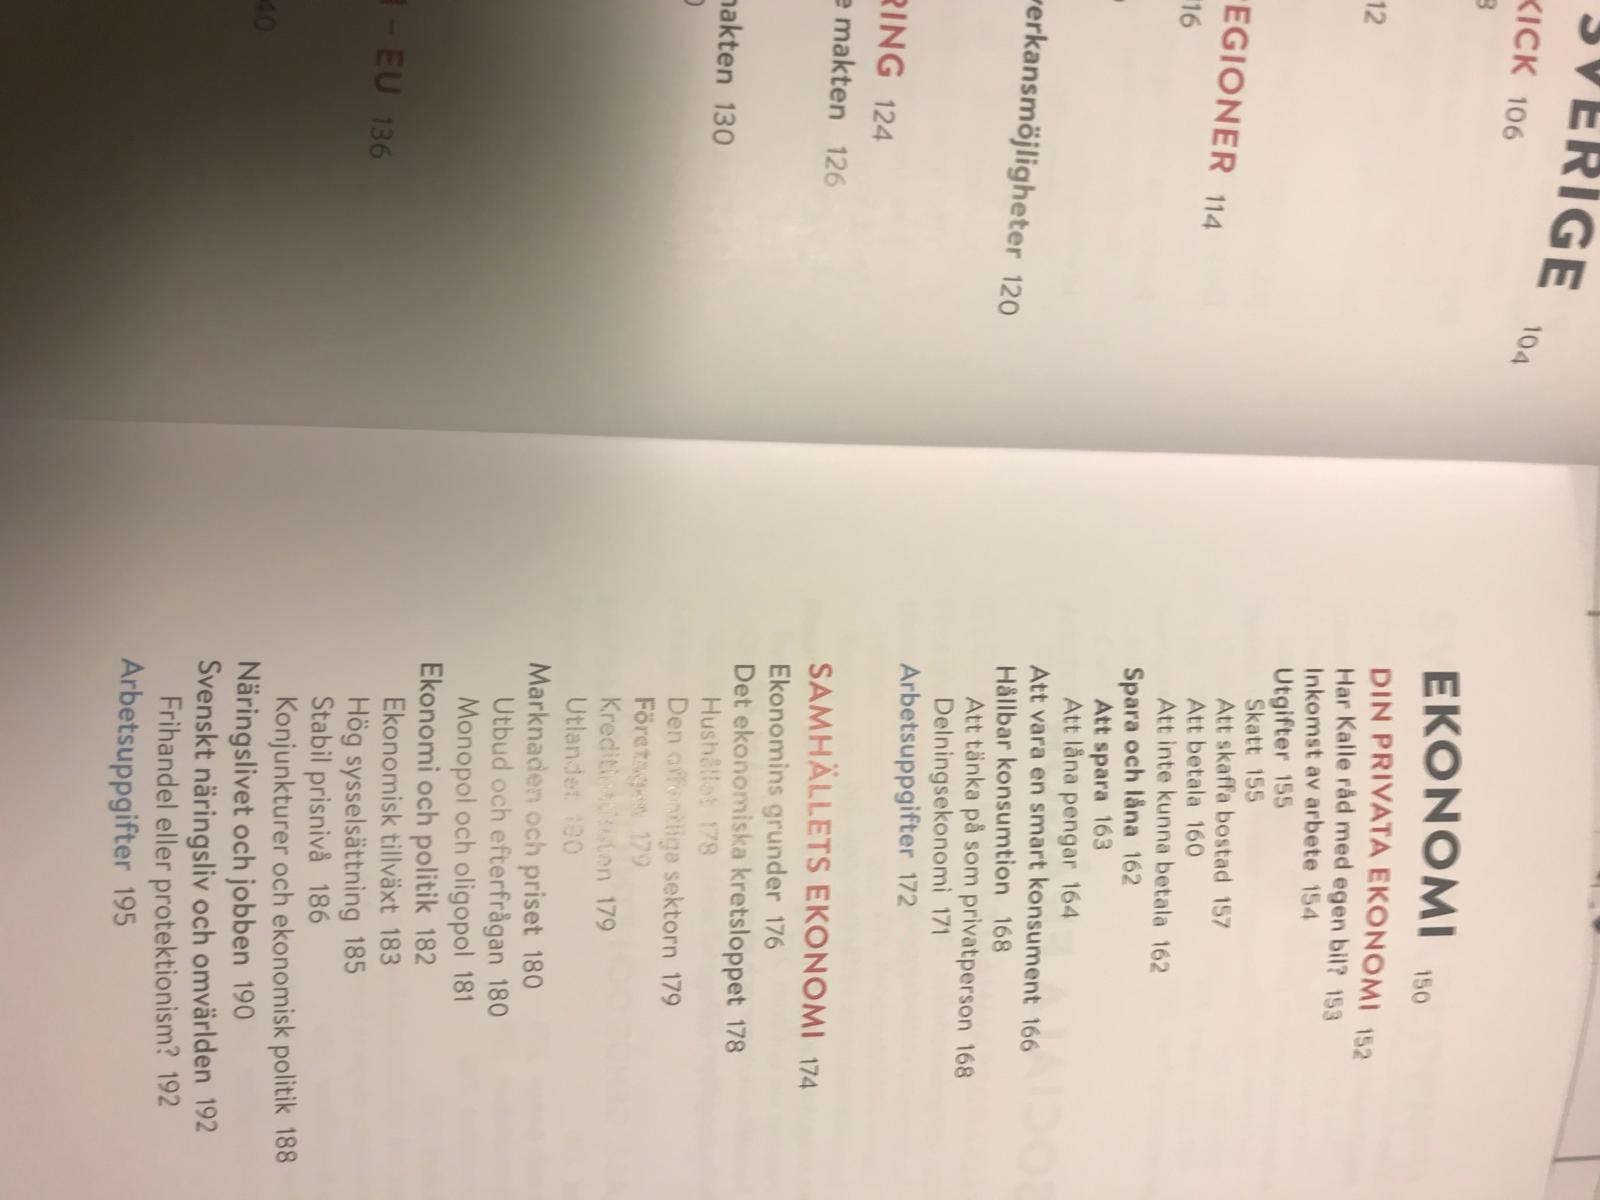 SVERIGE 104
KICK 106
8
12
EGIONER 114
116
verkansmöjligheter 120
RING 124
e makten 126
makten 130
0
– EU 136
40
EKONOMI 150
DIN PRIVATA EKONOMI 152
Har Kalle råd med egen bil? 153
Inkomst av arbete 154
Utgifter 155
Skatt 155
Att skaffa bostad 157
Att betala 160
Att inte kunna betala 162
Spara och låna 162
Att spara 163
Att låna pengar 164
Att vara en smart konsument 166
Hållbar konsumtion 168
Att tänka på som privatperson 168
Delningsekonomi 171
Arbetsuppgifter 172
SAMHÄLLETS EKONOMI 174
Ekonomins grunder 176
Det ekonomiska kretsloppet 178
Hushållet 178
Den offentliga sektorn 179
Företagen 179
Kreditinstituten 179
Utlandet 180
Marknaden och priset 180
Utbud och efterfrågan 180
Monopol och oligopol 181
Ekonomi och politik 182
Ekonomisk tillväxt 183
Hög sysselsättning 185
Stabil prisnivå 186
Konjunkturer och ekonomisk politik 188
Näringslivet och jobben 190
Svenskt näringsliv och omvärlden 192
Frihandel eller protektionism? 192
Arbetsuppgifter 195